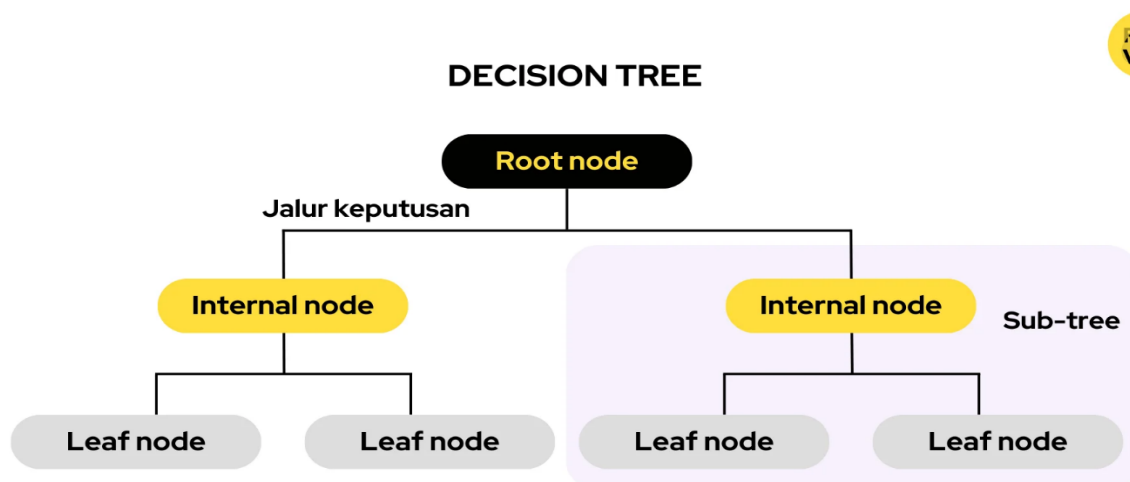 DECISION TREE
Root node
Jalur keputusan
Internal node
Internal node
Sub-tree
Leaf node
Leaf node
Leaf node
Leaf node